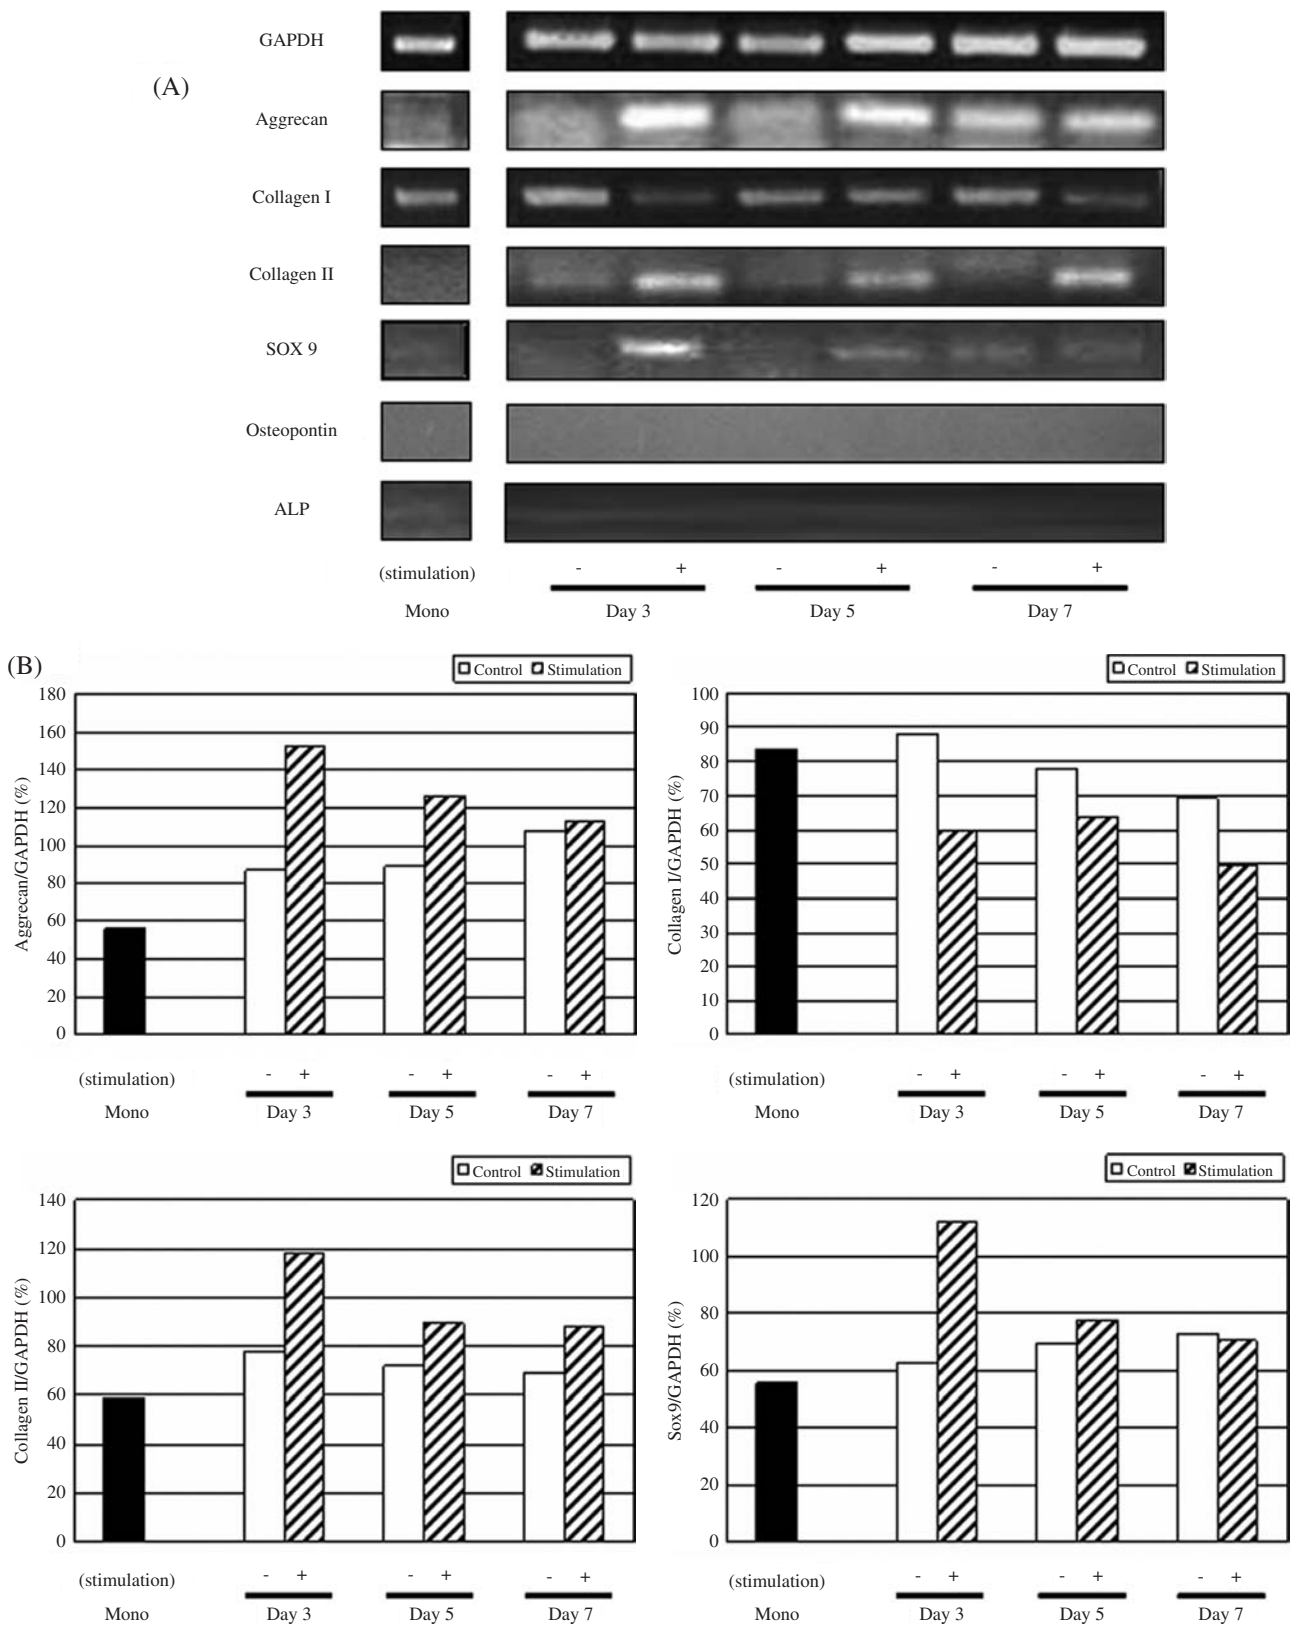 GAPDH
(A)
Aggrecan
Collagen I
Collagen II
SOX 9
Osteopontin
ALP
(stimulation) - + - + - +
Mono Day 3 Day 5 Day 7
(B)
Control Stimulation
Aggrecan/GAPDH (%)
180
160
140
120
100
80
60
40
20
0
(stimulation) - + - + - +
Mono Day 3 Day 5 Day 7
Control Stimulation
Collagen I/GAPDH (%)
100
90
80
70
60
50
40
30
20
10
0
(stimulation) - + - + - +
Mono Day 3 Day 5 Day 7
Control Stimulation
Collagen II/GAPDH (%)
140
120
100
80
60
40
20
0
(stimulation) - + - + - +
Mono Day 3 Day 5 Day 7
Control Stimulation
Sox9/GAPDH (%)
120
100
80
60
40
20
0
(stimulation) - + - + - +
Mono Day 3 Day 5 Day 7